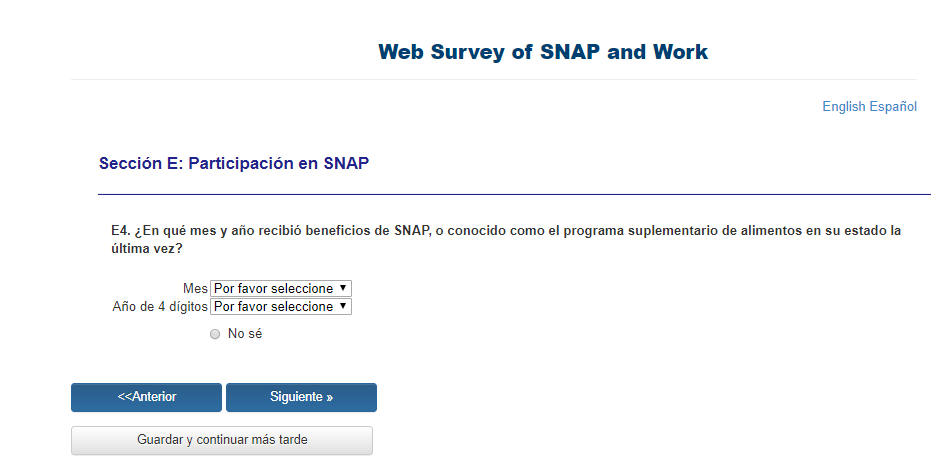 Web Survey of SNAP and Work
English Español
Sección E: Participación en SNAP
E4. ¿En qué mes y año recibió beneficios de SNAP, o conocido como el programa suplementario de alimentos en su estado la
última vez?
Mes Por favor seleccione ▼
Año de 4 dígitos Por favor seleccione ▼
No sé
<<Anterior Siguiente »
Guardar y continuar más tarde